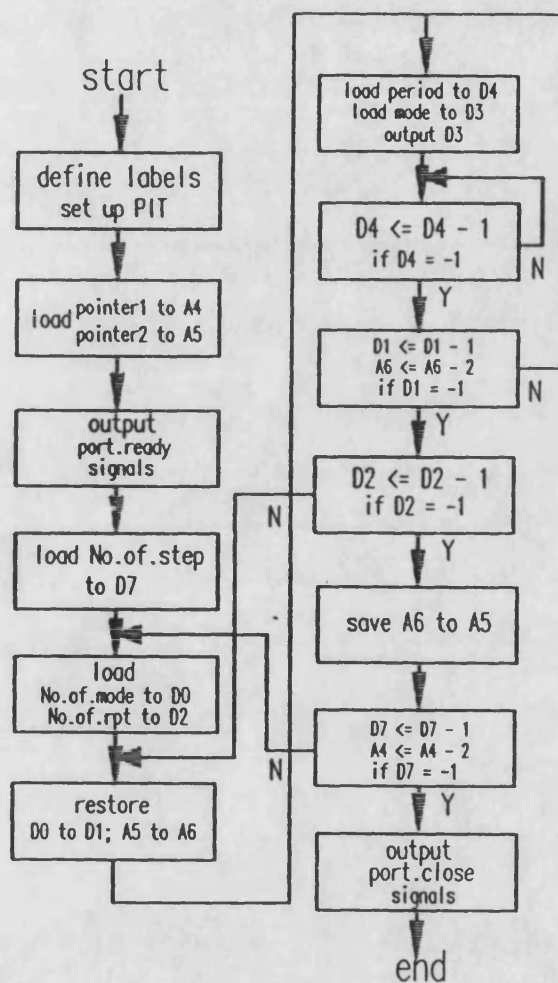 start
define labels
set up PIT
load pointer1 to A4
pointer2 to A5
output
port.ready
signals
load No.of.step
to D7
load
No.of.mode to D0
No.of.rpt to D2
restore
D0 to D1; A5 to A6
load period to D4
load mode to D3
output D3
D4 <= D4 - 1
if D4 = -1
N
Y
D1 <= D1 - 1
A6 <= A6 - 2
if D1 = -1
N
Y
D2 <= D2 - 1
if D2 = -1
N
Y
save A6 to A5
D7 <= D7 - 1
A4 <= A4 - 2
if D7 = -1
N
Y
output
port.close
signals
end